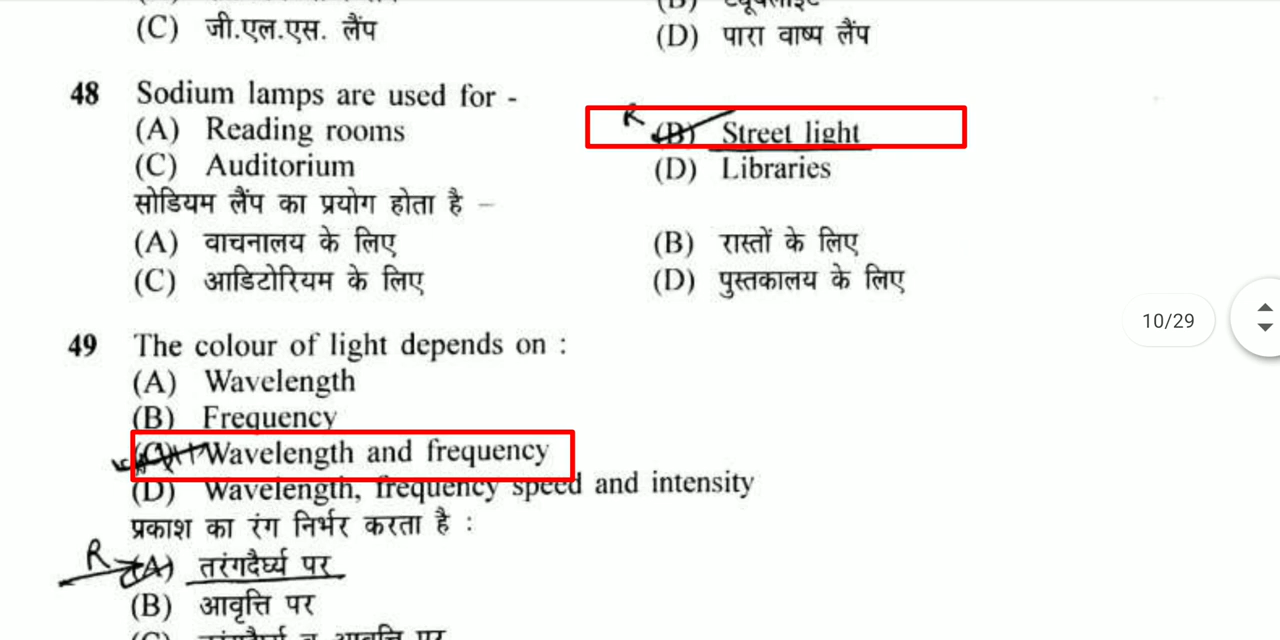 (C) जी.एल.एस. लैंप (D) पारा वाष्प लैंप
48 Sodium lamps are used for -
(A) Reading rooms R (B) Street light
(C) Auditorium (D) Libraries
सोडियम लैंप का प्रयोग होता है –
(A) वाचनालय के लिए (B) रास्तों के लिए
(C) आडिटोरियम के लिए (D) पुस्तकालय के लिए
10/29
49 The colour of light depends on :
(A) Wavelength
(B) Frequency
(C) Wavelength and frequency
(D) Wavelength, frequency speed and intensity
प्रकाश का रंग निर्भर करता है :
R (A) तरंगदैर्घ्य पर
(B) आवृत्ति पर